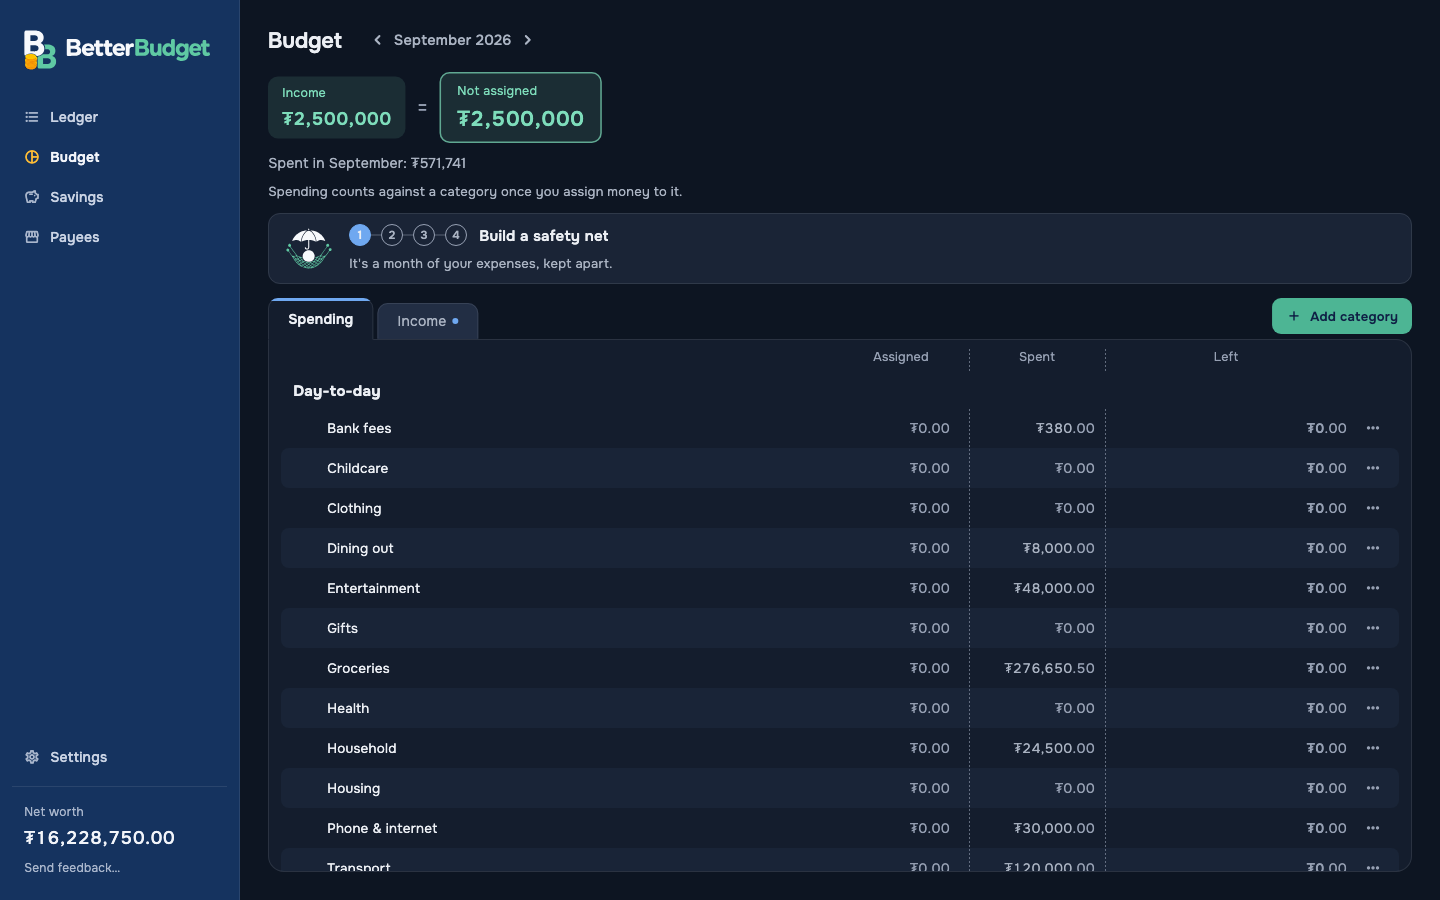 BetterBudget
Ledger
Budget
Savings
Payees
Settings
Net worth
₮16,228,750.00
Send feedback...
Budget
September 2026
Income
₮2,500,000
=
Not assigned
₮2,500,000
Spent in September: ₮571,741
Spending counts against a category once you assign money to it.
1 2 3 4 Build a safety net
It's a month of your expenses, kept apart.
Spending
Income
+ Add category
Assigned Spent Left
Day-to-day
Bank fees ₮0.00 ₮380.00 ₮0.00
Childcare ₮0.00 ₮0.00 ₮0.00
Clothing ₮0.00 ₮0.00 ₮0.00
Dining out ₮0.00 ₮8,000.00 ₮0.00
Entertainment ₮0.00 ₮48,000.00 ₮0.00
Gifts ₮0.00 ₮0.00 ₮0.00
Groceries ₮0.00 ₮276,650.50 ₮0.00
Health ₮0.00 ₮0.00 ₮0.00
Household ₮0.00 ₮24,500.00 ₮0.00
Housing ₮0.00 ₮0.00 ₮0.00
Phone & internet ₮0.00 ₮30,000.00 ₮0.00
Transport ₮0.00 ₮120,000.00 ₮0.00